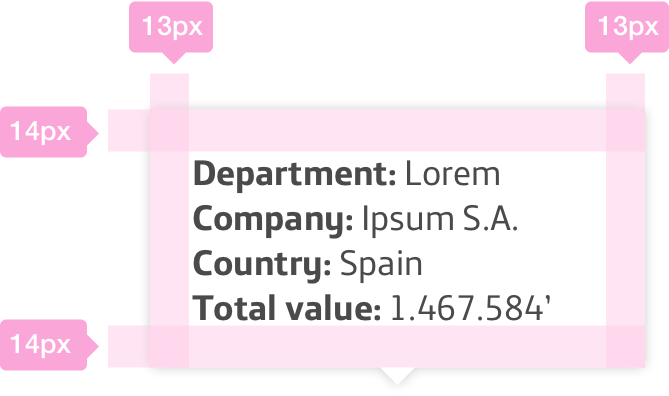 13px 13px
14px
Department: Lorem
Company: Ipsum S.A.
Country: Spain
Total value: 1.467.584’
14px